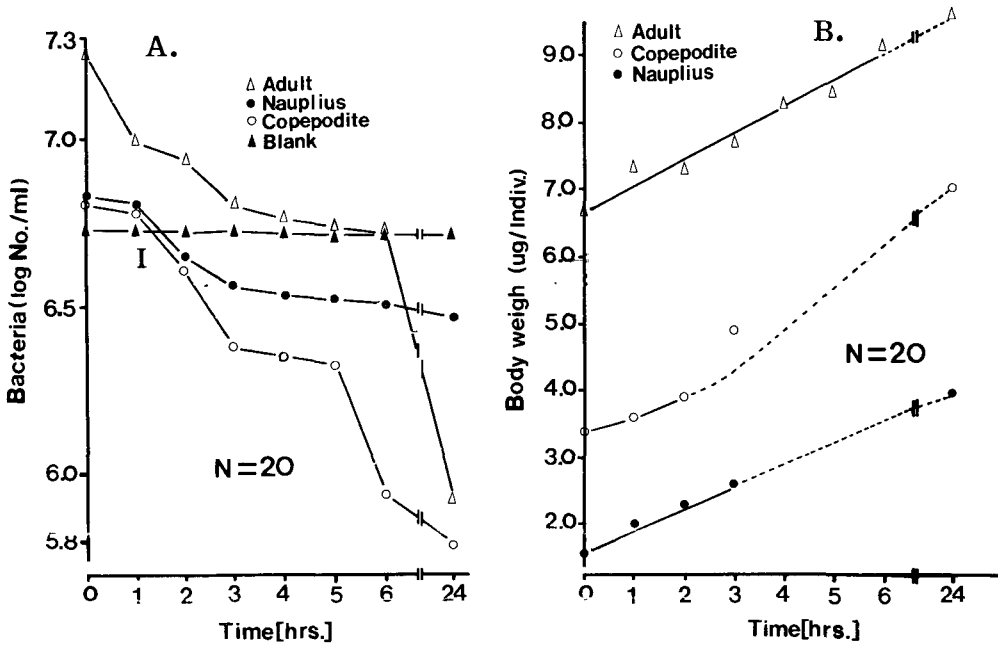 A.
7.3
7.0
6.5
6.0
5.8
Bacteria (log No./ml)
Adult
Nauplius
Copepodite
Blank
I
N=20
0 1 2 3 4 5 6 24
Time[hrs.]
B.
9.0
8.0
7.0
6.0
5.0
4.0
3.0
2.0
Body weigh (ug/Indiv.)
Adult
Copepodite
Nauplius
N=20
0 1 2 3 4 5 6 24
Time[hrs.]